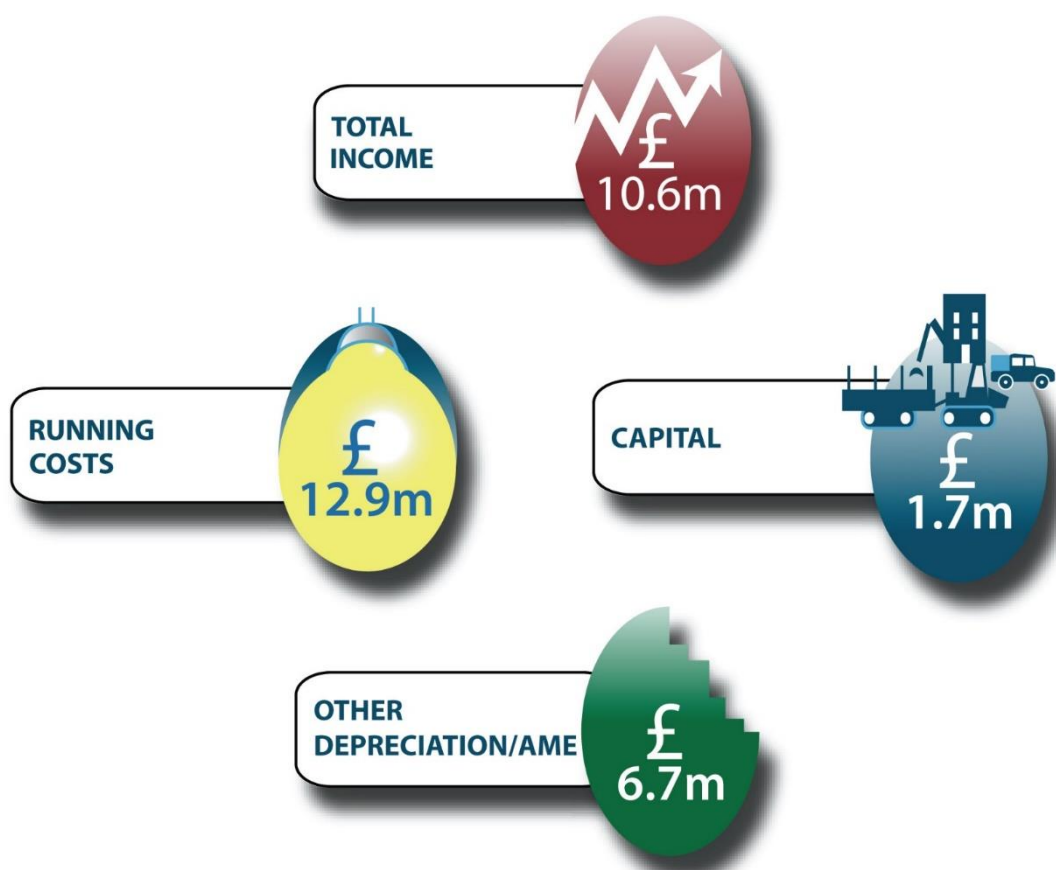 TOTAL
INCOME
£
10.6m
RUNNING
COSTS
£
12.9m
CAPITAL
£
1.7m
OTHER
DEPRECIATION/AME
£
6.7m